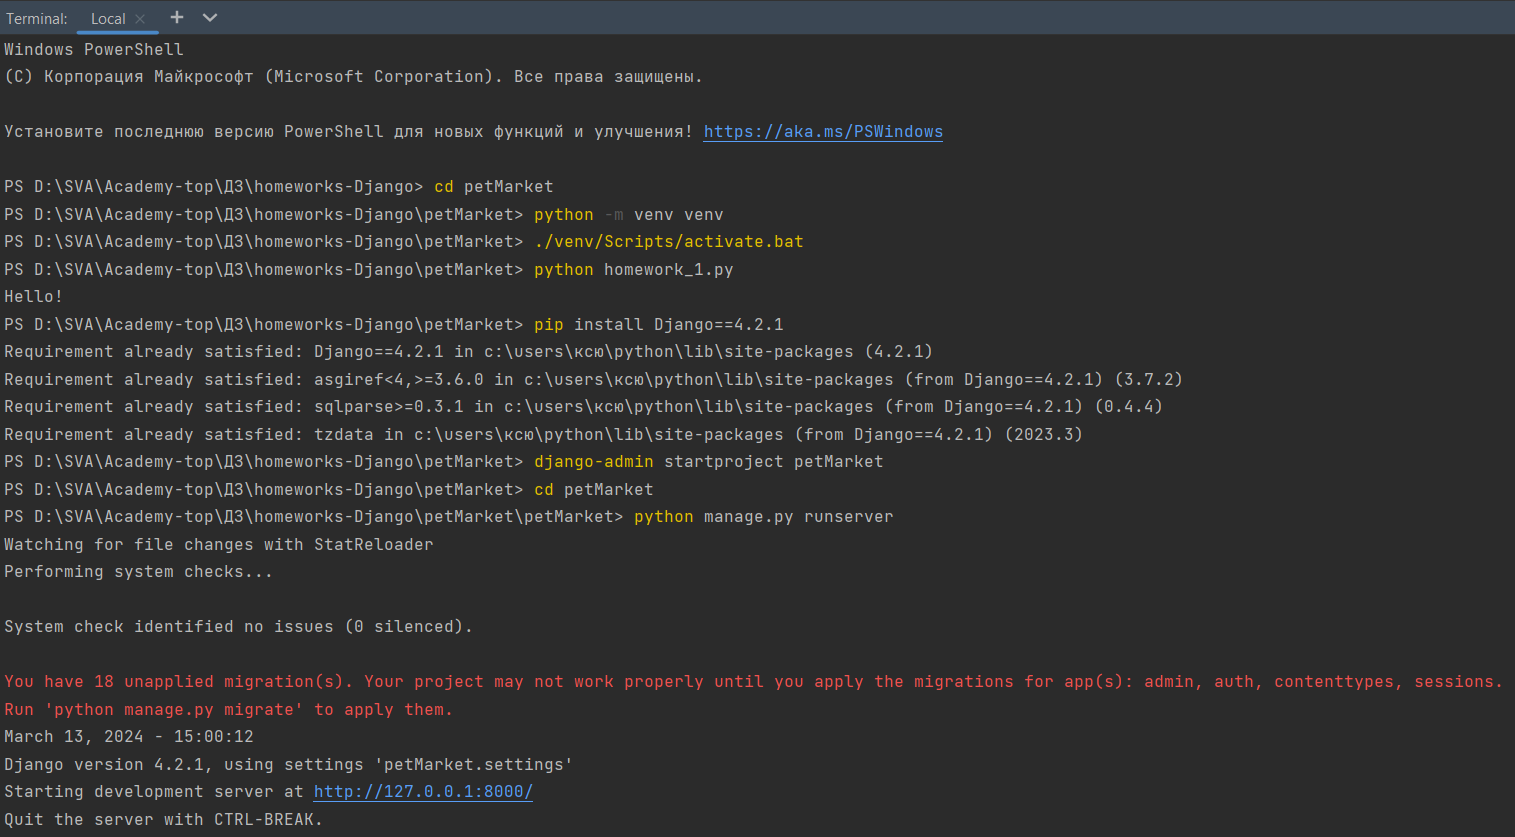 Terminal: Local × +
Windows PowerShell
(C) Корпорация Майкрософт (Microsoft Corporation). Все права защищены.
Установите последнюю версию PowerShell для новых функций и улучшения! https://aka.ms/PSWindows
PS D:\SVA\Academy-top\ДЗ\homeworks-Django> cd petMarket
PS D:\SVA\Academy-top\ДЗ\homeworks-Django\petMarket> python -m venv venv
PS D:\SVA\Academy-top\ДЗ\homeworks-Django\petMarket> ./venv/Scripts/activate.bat
PS D:\SVA\Academy-top\ДЗ\homeworks-Django\petMarket> python homework_1.py
Hello!
PS D:\SVA\Academy-top\ДЗ\homeworks-Django\petMarket> pip install Django==4.2.1
Requirement already satisfied: Django==4.2.1 in c:\users\ксю\python\lib\site-packages (4.2.1)
Requirement already satisfied: asgiref<4,>=3.6.0 in c:\users\ксю\python\lib\site-packages (from Django==4.2.1) (3.7.2)
Requirement already satisfied: sqlparse>=0.3.1 in c:\users\ксю\python\lib\site-packages (from Django==4.2.1) (0.4.4)
Requirement already satisfied: tzdata in c:\users\ксю\python\lib\site-packages (from Django==4.2.1) (2023.3)
PS D:\SVA\Academy-top\ДЗ\homeworks-Django\petMarket> django-admin startproject petMarket
PS D:\SVA\Academy-top\ДЗ\homeworks-Django\petMarket> cd petMarket
PS D:\SVA\Academy-top\ДЗ\homeworks-Django\petMarket\petMarket> python manage.py runserver
Watching for file changes with StatReloader
Performing system checks...
System check identified no issues (0 silenced).
You have 18 unapplied migration(s). Your project may not work properly until you apply the migrations for app(s): admin, auth, contenttypes, sessions.
Run 'python manage.py migrate' to apply them.
March 13, 2024 - 15:00:12
Django version 4.2.1, using settings 'petMarket.settings'
Starting development server at http://127.0.0.1:8000/
Quit the server with CTRL-BREAK.